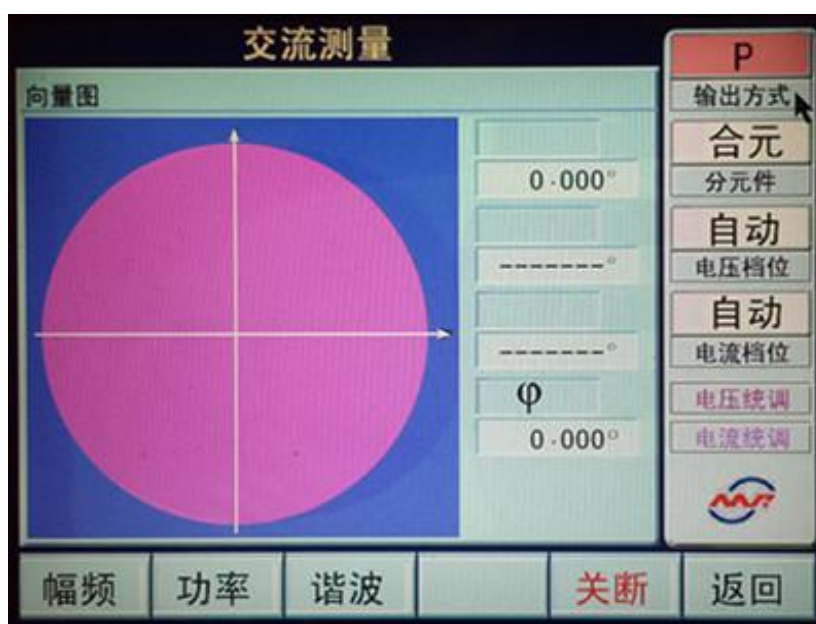 交流测量
向量图
0.000°
-------°
-------°
φ
0.000°
P
输出方式
合元
分元件
自动
电压档位
自动
电流档位
电压统调
电流统调
幅频
功率
谐波
关断
返回